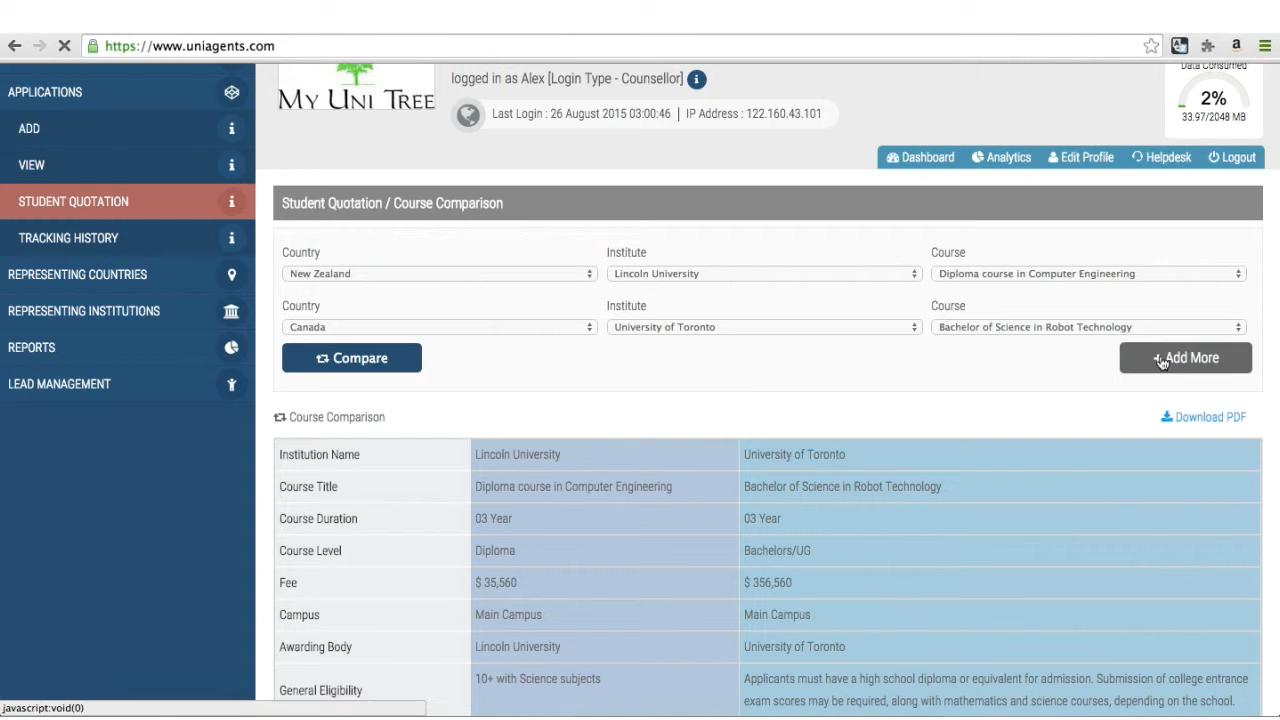 https://www.uniagents.com
a
APPLICATIONS
ADD
VIEW
STUDENT QUOTATION
TRACKING HISTORY
REPRESENTING COUNTRIES
REPRESENTING INSTITUTIONS
REPORTS
LEAD MANAGEMENT
MY UNI TREE
logged in as Alex [Login Type - Counsellor]
Last Login : 26 August 2015 03:00:46 | IP Address : 122.160.43.101
Data Consumed
2%
33.97/2048 MB
Dashboard Analytics Edit Profile Helpdesk Logout
Student Quotation / Course Comparison
Country Institute Course
New Zealand Lincoln University Diploma course in Computer Engineering
Country Institute Course
Canada University of Toronto Bachelor of Science in Robot Technology
Compare + Add More
Course Comparison Download PDF
Institution Name Lincoln University University of Toronto
Course Title Diploma course in Computer Engineering Bachelor of Science in Robot Technology
Course Duration 03 Year 03 Year
Course Level Diploma Bachelors/UG
Fee $ 35,560 $ 356,560
Campus Main Campus Main Campus
Awarding Body Lincoln University University of Toronto
General Eligibility 10+ with Science subjects Applicants must have a high school diploma or equivalent for admission. Submission of college entrance
exam scores may be required, along with mathematics and science courses, depending on the school.
javascript:void(0)